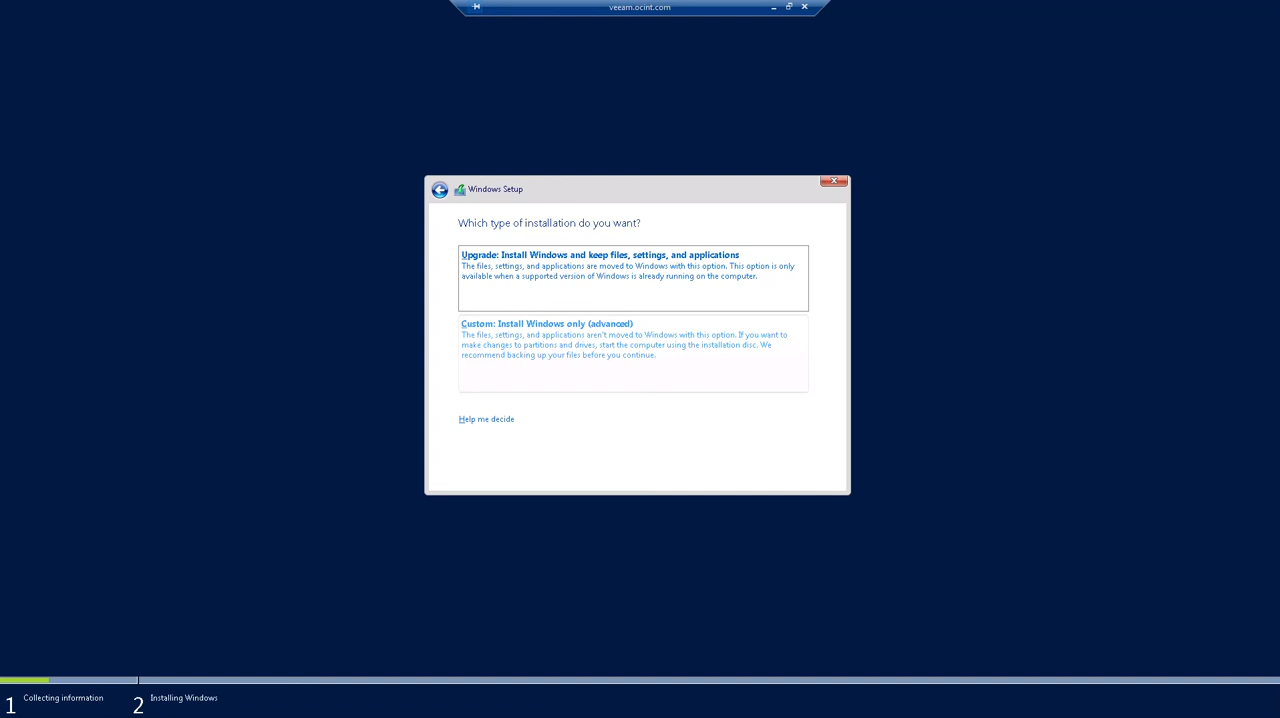 veeam.ocint.com
Windows Setup
Which type of installation do you want?
Upgrade: Install Windows and keep files, settings, and applications
The files, settings, and applications are moved to Windows with this option. This option is only
available when a supported version of Windows is already running on the computer.
Custom: Install Windows only (advanced)
The files, settings, and applications aren't moved to Windows with this option. If you want to
make changes to partitions and drives, start the computer using the installation disc. We
recommend backing up your files before you continue.
Help me decide
1 Collecting information 2 Installing Windows